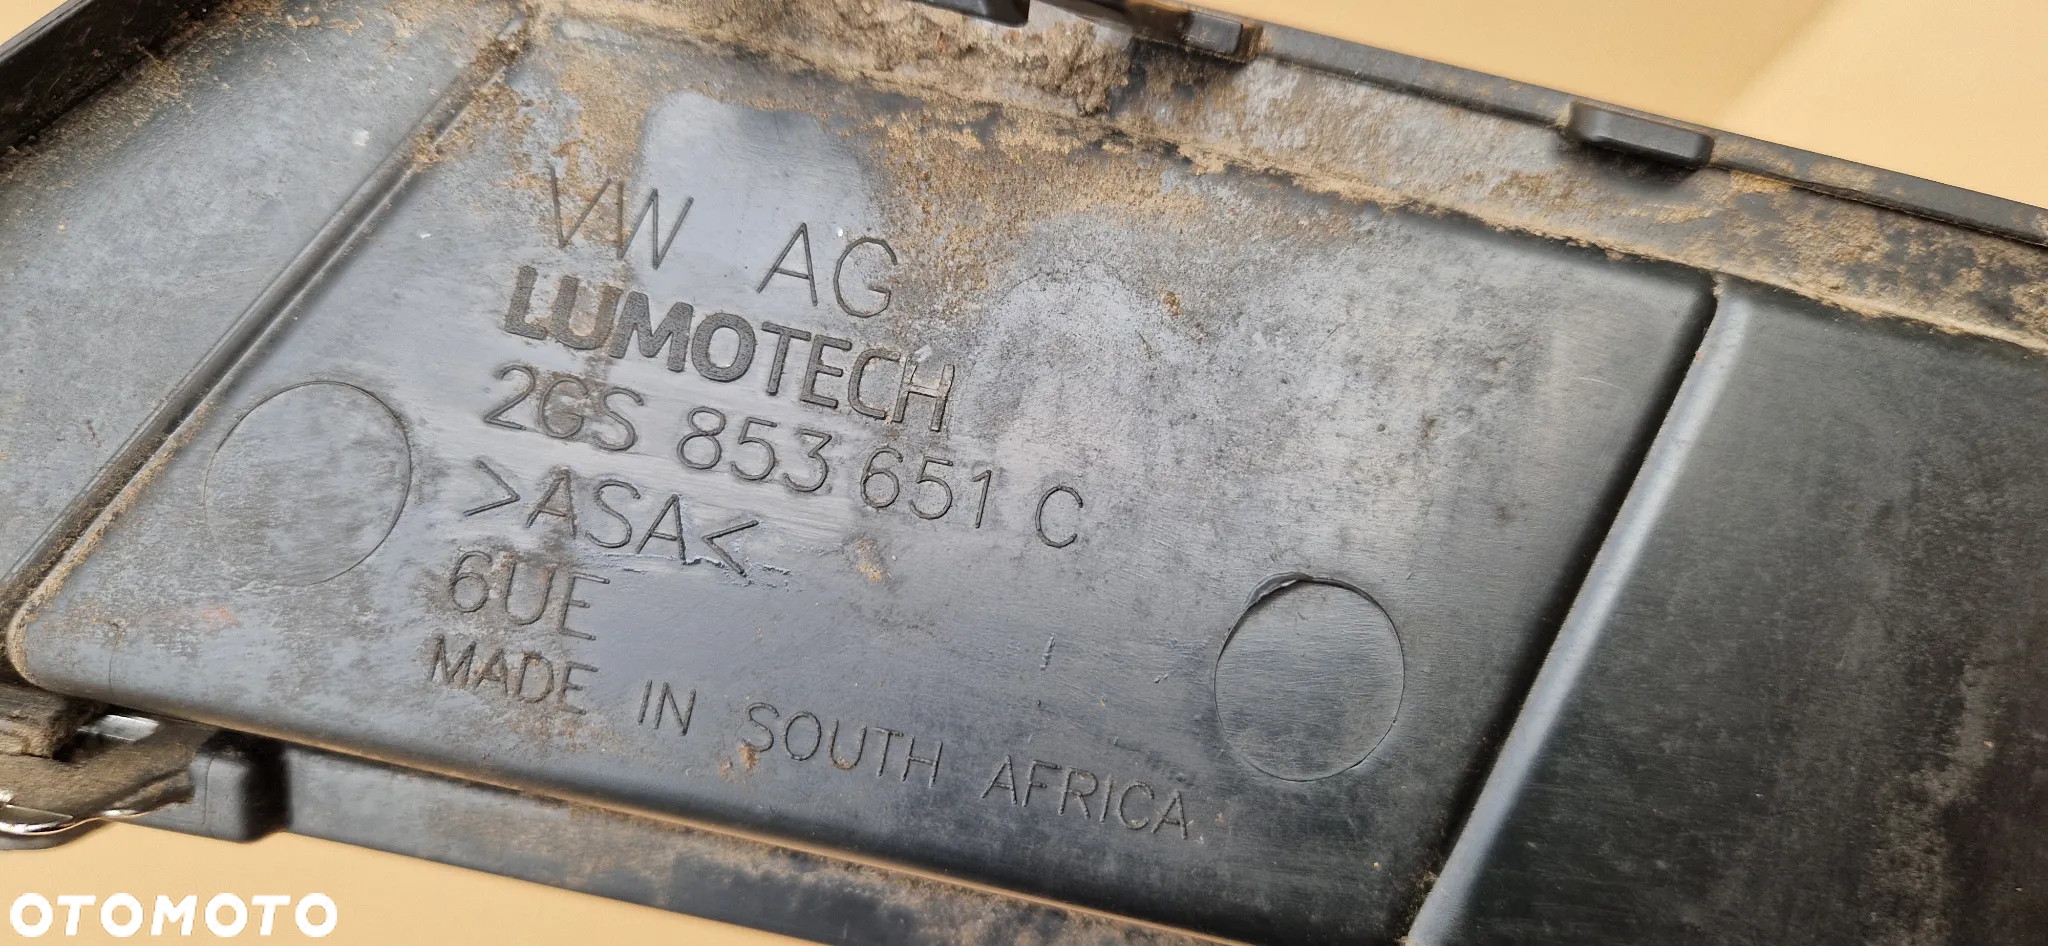 VW AG
LUMOTECH
2GS 853 651 C
>ASA<
6UE
MADE IN SOUTH AFRICA
OTOMOTO